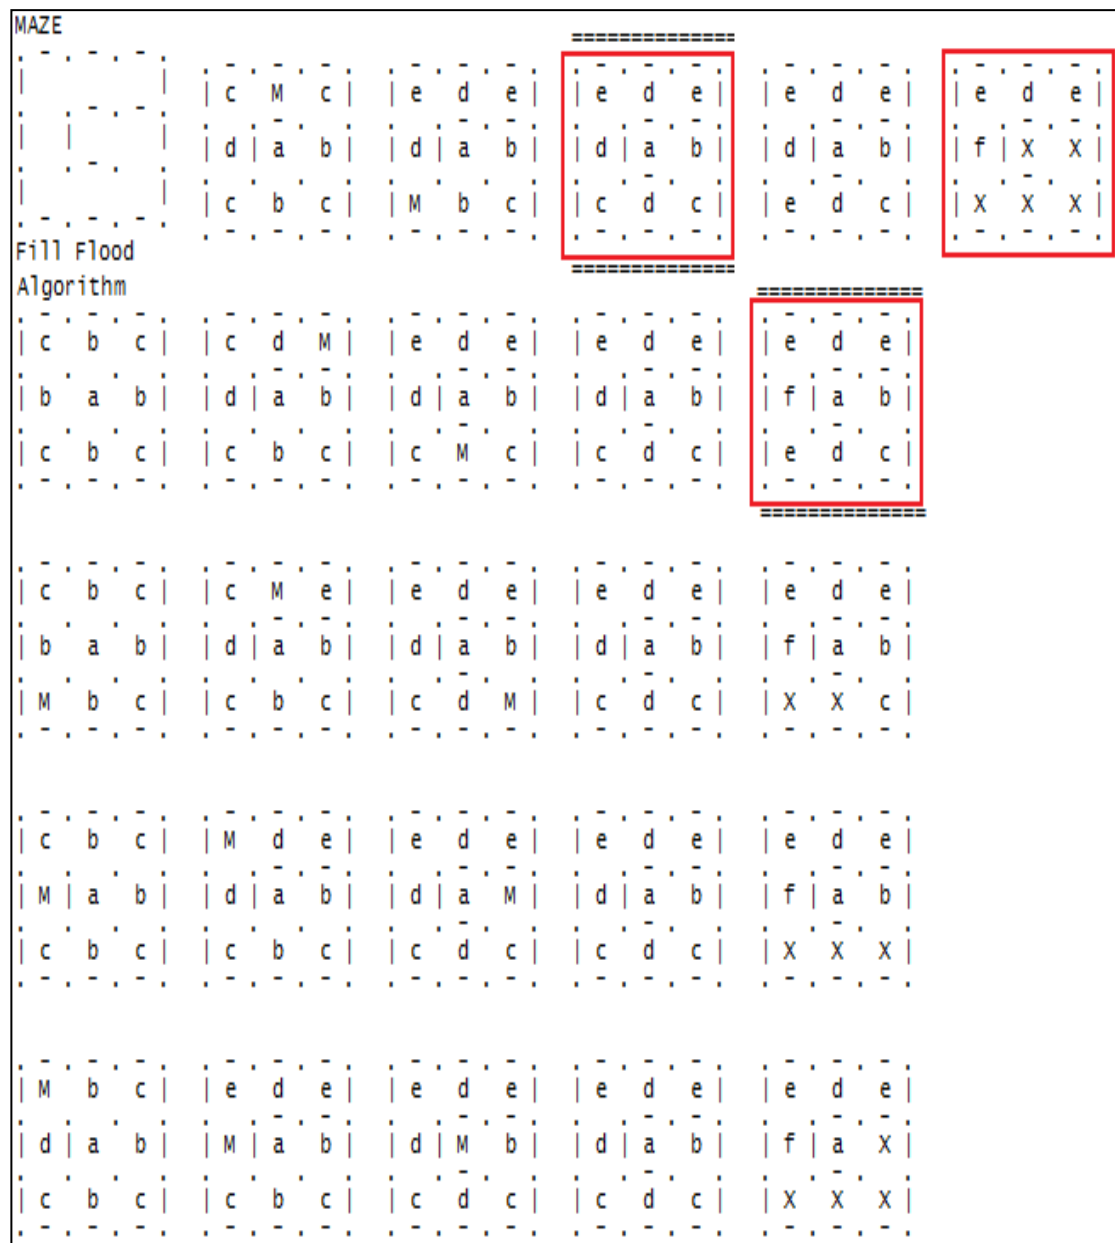 MAZE
==============
. - . - . - .   . - . - . - .   . - . - . - .   . - . - . - .   . - . - . - .   . - . - . - .
|           |   | c   M   c |   | e   d   e |   | e   d   e |   | e   d   e |   | e   d   e |
.   . - . - .   .   . - .   .   .   . - . - .   .   . - . - .   .   . - . - .   .   . - . - .
|   |       |   | d | a   b |   | d | a   b |   | d | a   b |   | d | a   b |   | f | X   X |
.   . - .   .   .   .   .   .   .   .   .   .   .   . - .   .   .   . - .   .   .   . - .   .
|           |   | c   b   c |   | M   b   c |   | c   d   c |   | e   d   c |   | X   X   X |
. - . - . - .   . - . - . - .   . - . - . - .   . - . - . - .   . - . - . - .   . - . - . - .
Fill Flood
==============
Algorithm
==============
. - . - . - .   . - . - . - .   . - . - . - .   . - . - . - .   . - . - . - .
| c   b   c |   | c   d   M |   | e   d   e |   | e   d   e |   | e   d   e |
.   .   .   .   .   . - . - .   .   . - . - .   .   . - . - .   .   . - . - .
| b   a   b |   | d | a   b |   | d | a   b |   | d | a   b |   | f | a   b |
.   .   .   .   .   .   .   .   .   . - .   .   .   . - .   .   .   . - .   .
| c   b   c |   | c   b   c |   | c   M   c |   | c   d   c |   | e   d   c |
. - . - . - .   . - . - . - .   . - . - . - .   . - . - . - .   . - . - . - .
==============
. - . - . - .   . - . - . - .   . - . - . - .   . - . - . - .   . - . - . - .
| c   b   c |   | c   M   e |   | e   d   e |   | e   d   e |   | e   d   e |
.   .   .   .   .   . - . - .   .   . - . - .   .   . - . - .   .   . - . - .
| b   a   b |   | d | a   b |   | d | a   b |   | d | a   b |   | f | a   b |
.   .   .   .   .   .   .   .   .   . - .   .   .   . - .   .   .   . - .   .
| M   b   c |   | c   b   c |   | c   d   M |   | c   d   c |   | X   X   c |
. - . - . - .   . - . - . - .   . - . - . - .   . - . - . - .   . - . - . - .
. - . - . - .   . - . - . - .   . - . - . - .   . - . - . - .   . - . - . - .
| c   b   c |   | M   d   e |   | e   d   e |   | e   d   e |   | e   d   e |
.   .   .   .   .   . - . - .   .   . - . - .   .   . - . - .   .   . - . - .
| M | a   b |   | d | a   b |   | d | a   M |   | d | a   b |   | f | a   b |
.   .   .   .   .   .   .   .   .   . - .   .   .   . - .   .   .   . - .   .
| c   b   c |   | c   b   c |   | c   d   c |   | c   d   c |   | X   X   X |
. - . - . - .   . - . - . - .   . - . - . - .   . - . - . - .   . - . - . - .
. - . - . - .   . - . - . - .   . - . - . - .   . - . - . - .   . - . - . - .
| M   b   c |   | e   d   e |   | e   d   e |   | e   d   e |   | e   d   e |
.   .   .   .   .   . - . - .   .   . - . - .   .   . - . - .   .   . - . - .
| d | a   b |   | M | a   b |   | d | M   b |   | d | a   b |   | f | a   X |
.   .   .   .   .   .   .   .   .   . - .   .   .   . - .   .   .   . - .   .
| c   b   c |   | c   b   c |   | c   d   c |   | c   d   c |   | X   X   X |
. - . - . - .   . - . - . - .   . - . - . - .   . - . - . - .   . - . - . - .